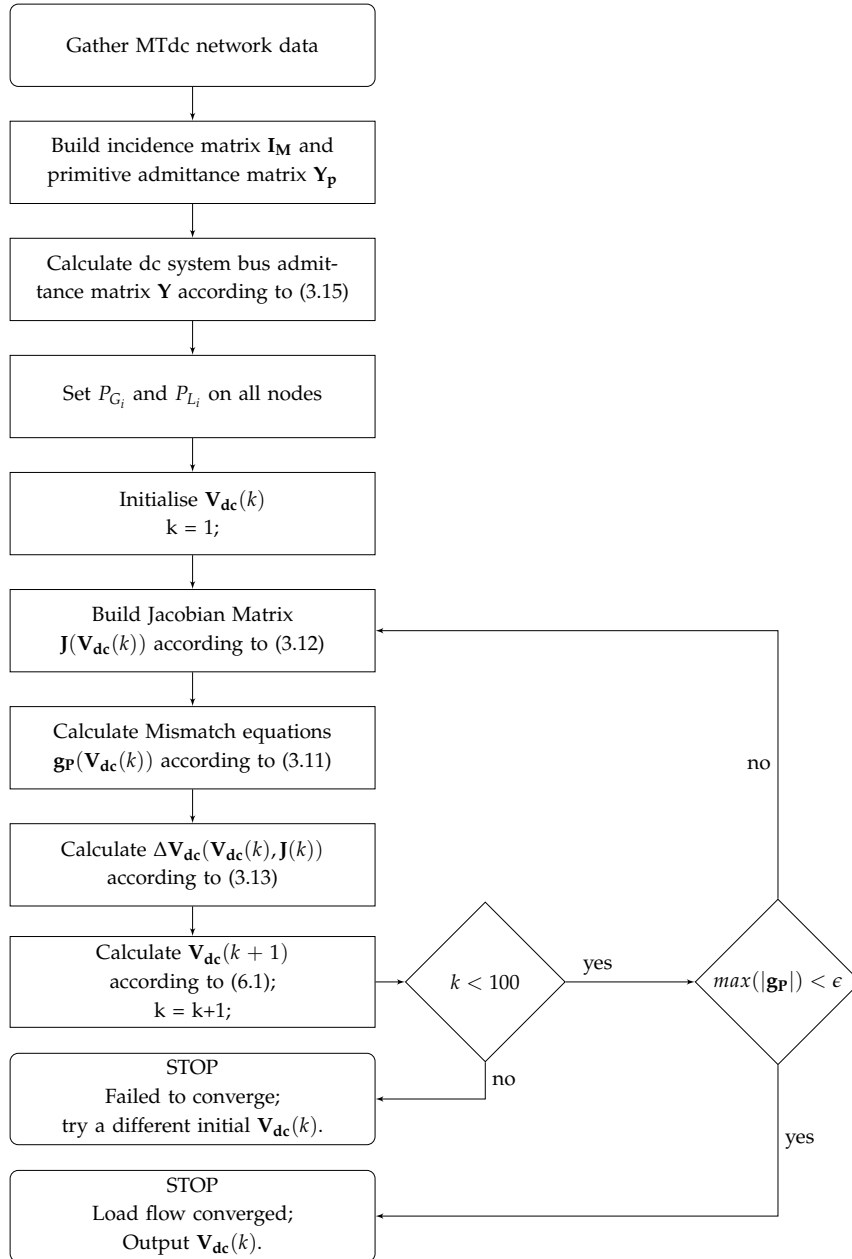 Gather MTdc network data
Build incidence matrix I_M and
primitive admittance matrix Y_p
Calculate dc system bus admit-
tance matrix Y according to (3.15)
Set P_{G_i} and P_{L_i} on all nodes
Initialise V_dc(k)
k = 1;
Build Jacobian Matrix
J(V_dc(k)) according to (3.12)
Calculate Mismatch equations
g_P(V_dc(k)) according to (3.11)
no
Calculate ΔV_dc(V_dc(k), J(k))
according to (3.13)
Calculate V_dc(k + 1)
according to (6.1);
k = k+1;
k < 100
yes
max(|g_P|) < ϵ
no
STOP
Failed to converge;
try a different initial V_dc(k).
yes
STOP
Load flow converged;
Output V_dc(k).